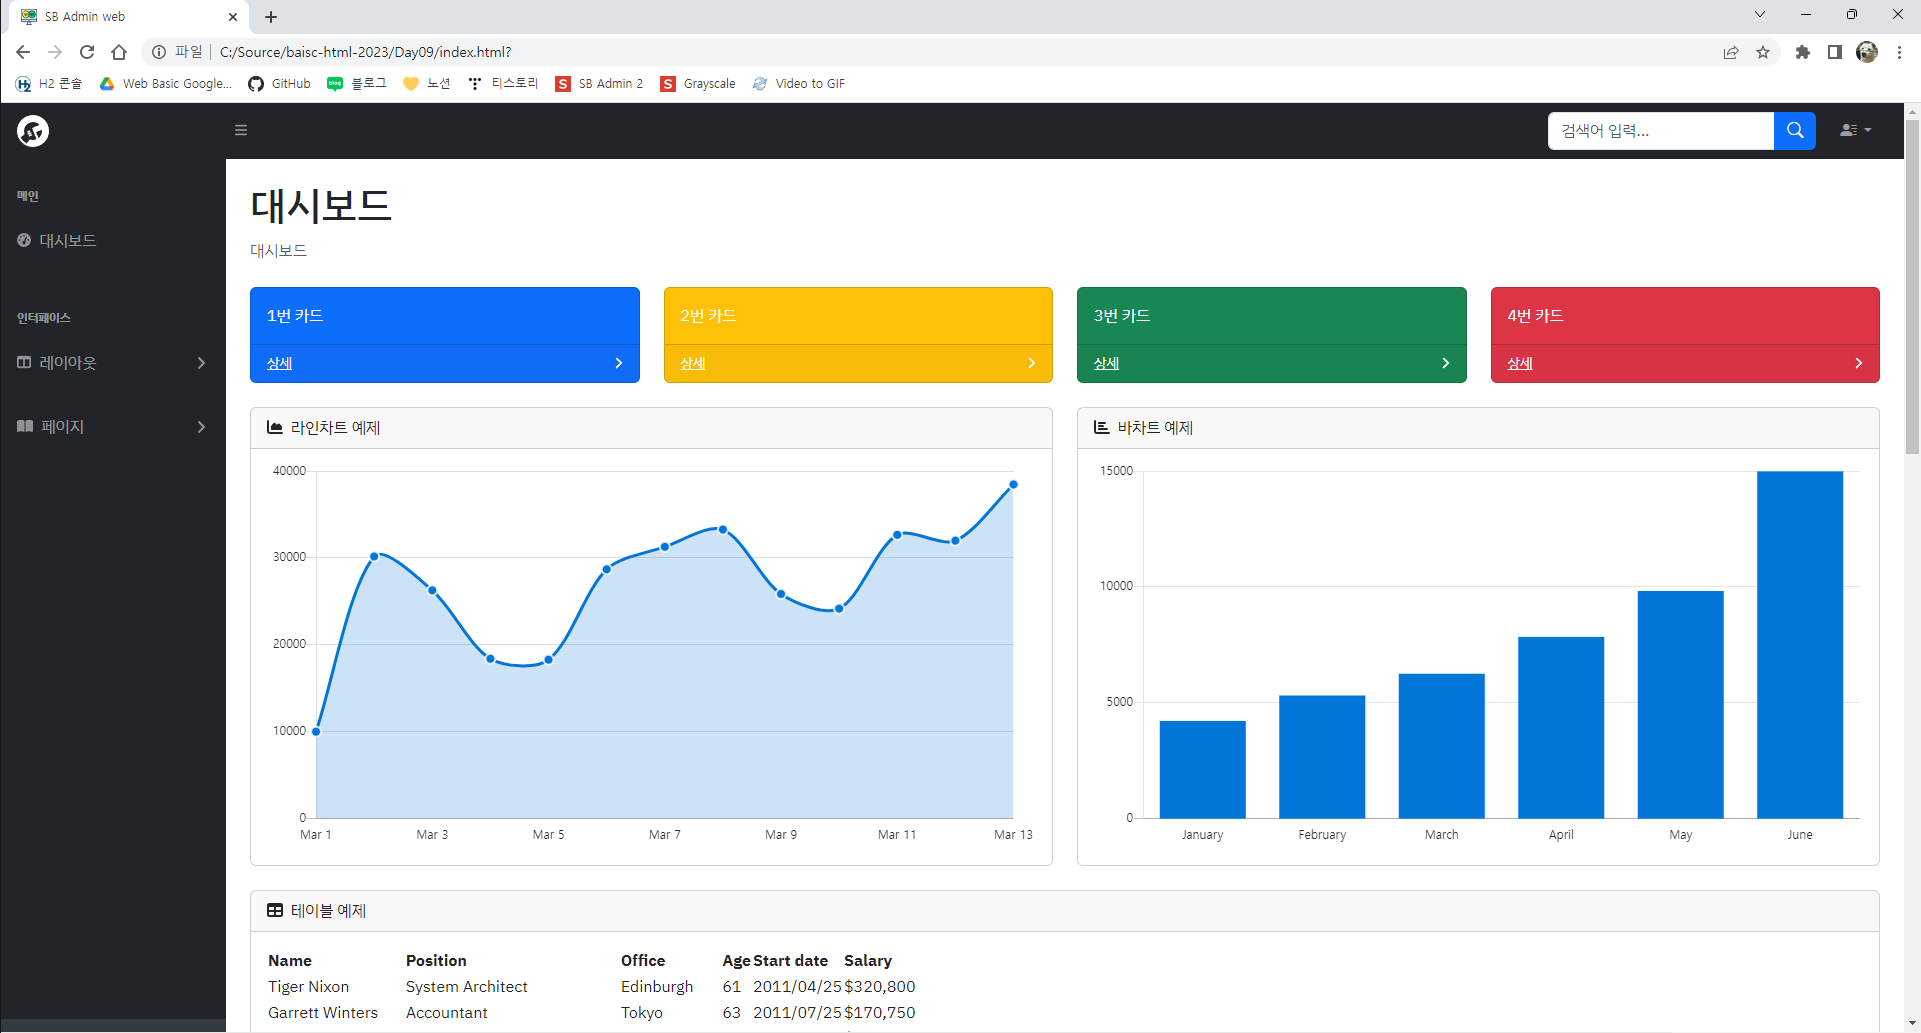 SB Admin web
파일 C:/Source/baisc-html-2023/Day09/index.html?
H2 H2 콘솔 Web Basic Google... GitHub blog 블로그 노션 티스토리 S SB Admin 2 S Grayscale Video to GIF
검색어 입력...
메인
대시보드
인터페이스
레이아웃
페이지
대시보드
대시보드
1번 카드
상세
2번 카드
상세
3번 카드
상세
4번 카드
상세
라인차트 예제
40000
30000
20000
10000
0
Mar 1 Mar 3 Mar 5 Mar 7 Mar 9 Mar 11 Mar 13
바차트 예제
15000
10000
5000
0
January February March April May June
테이블 예제
Name Position Office Age Start date Salary
Tiger Nixon System Architect Edinburgh 61 2011/04/25 $320,800
Garrett Winters Accountant Tokyo 63 2011/07/25 $170,750